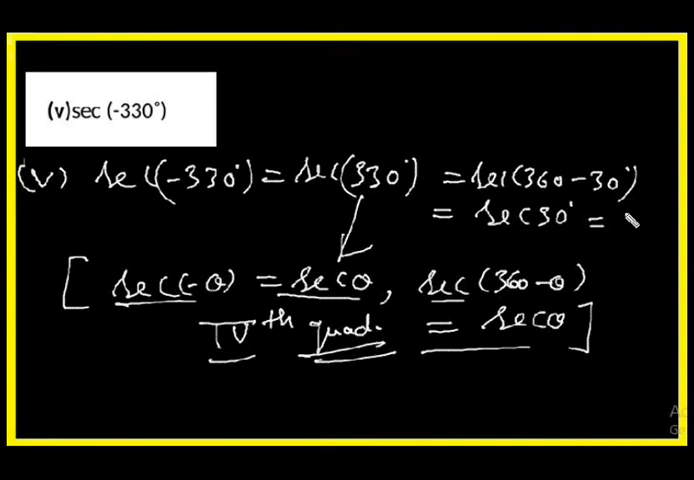 (v)sec (-330°)
(V) sec(-330°) = sec(330°) = sec(360-30°)
= sec30° =
[ sec(-θ) = secθ, sec(360-θ)
IVth quad. = secθ ]